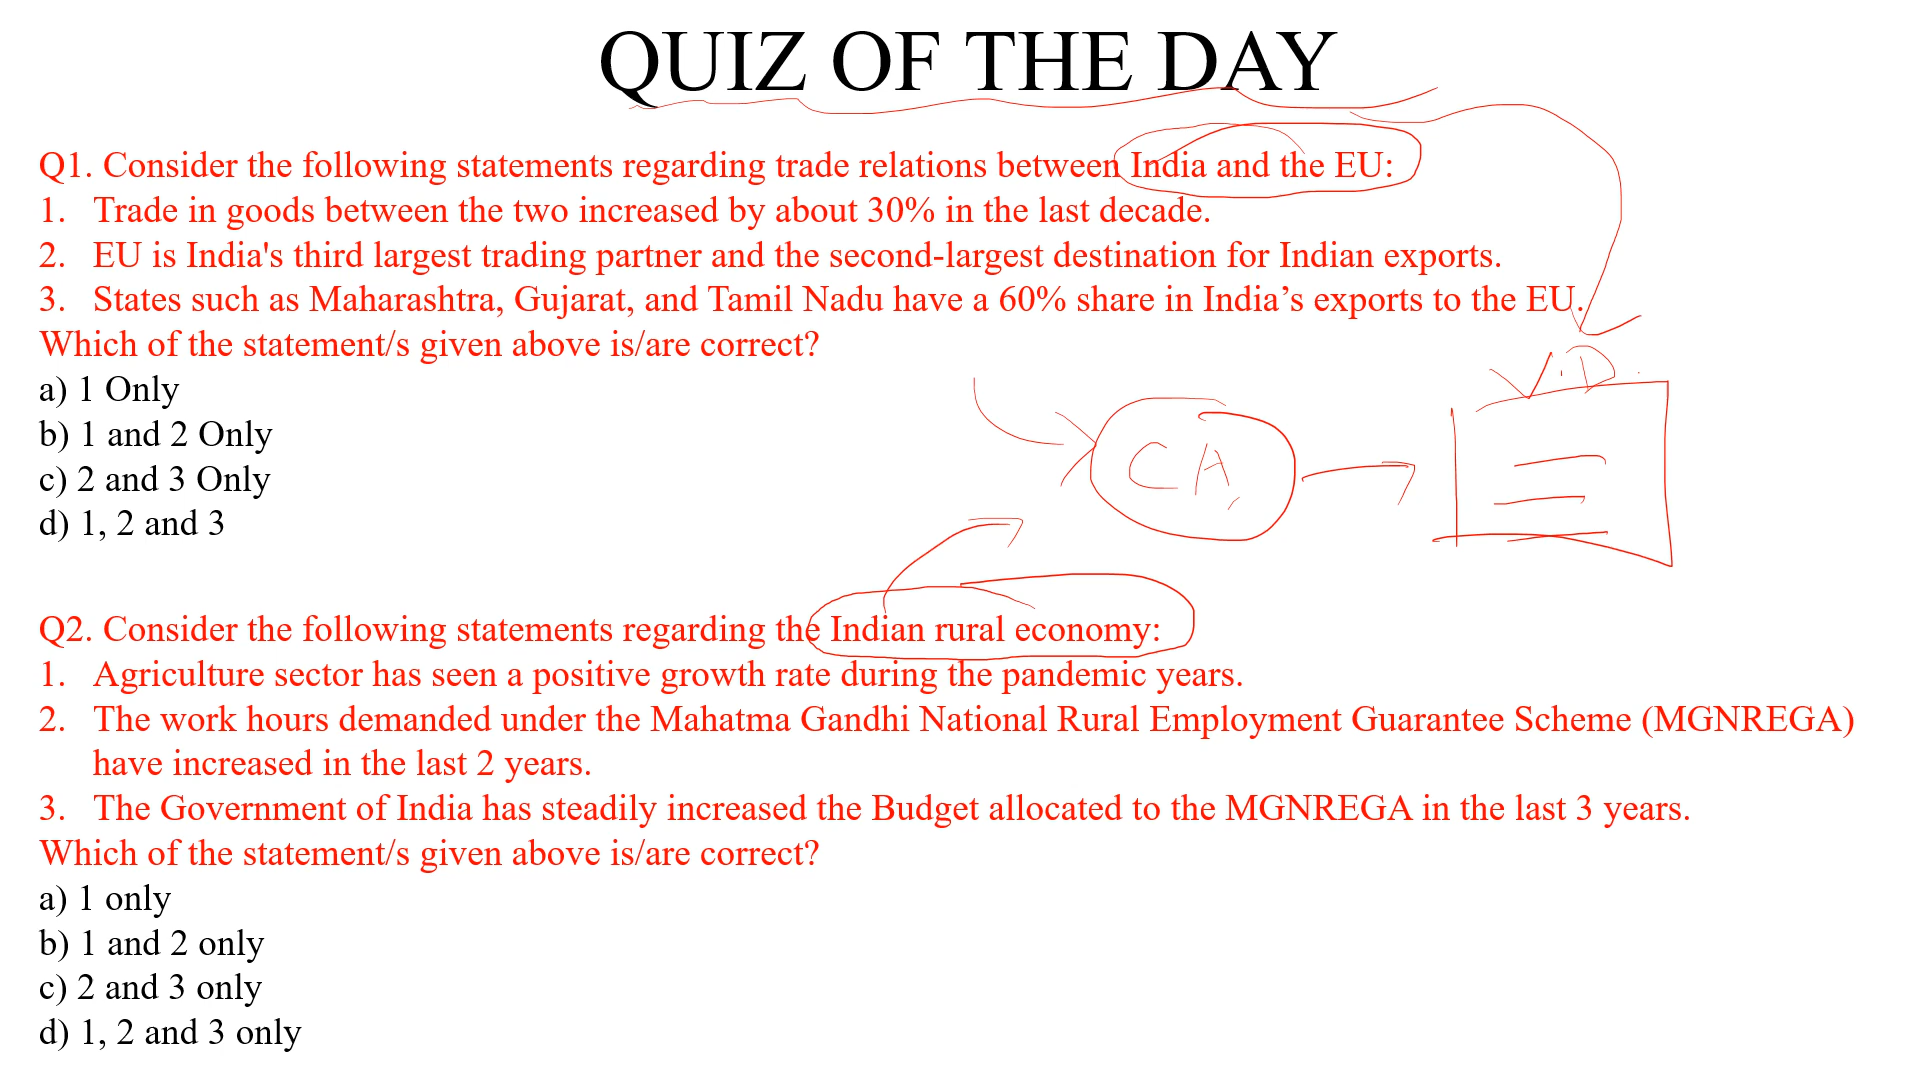 QUIZ OF THE DAY
Q1. Consider the following statements regarding trade relations between India and the EU:
1. Trade in goods between the two increased by about 30% in the last decade.
2. EU is India's third largest trading partner and the second-largest destination for Indian exports.
3. States such as Maharashtra, Gujarat, and Tamil Nadu have a 60% share in India’s exports to the EU.
Which of the statement/s given above is/are correct?
a) 1 Only
b) 1 and 2 Only
c) 2 and 3 Only
d) 1, 2 and 3
V.D.
CA
Q2. Consider the following statements regarding the Indian rural economy:
1. Agriculture sector has seen a positive growth rate during the pandemic years.
2. The work hours demanded under the Mahatma Gandhi National Rural Employment Guarantee Scheme (MGNREGA)
have increased in the last 2 years.
3. The Government of India has steadily increased the Budget allocated to the MGNREGA in the last 3 years.
Which of the statement/s given above is/are correct?
a) 1 only
b) 1 and 2 only
c) 2 and 3 only
d) 1, 2 and 3 only